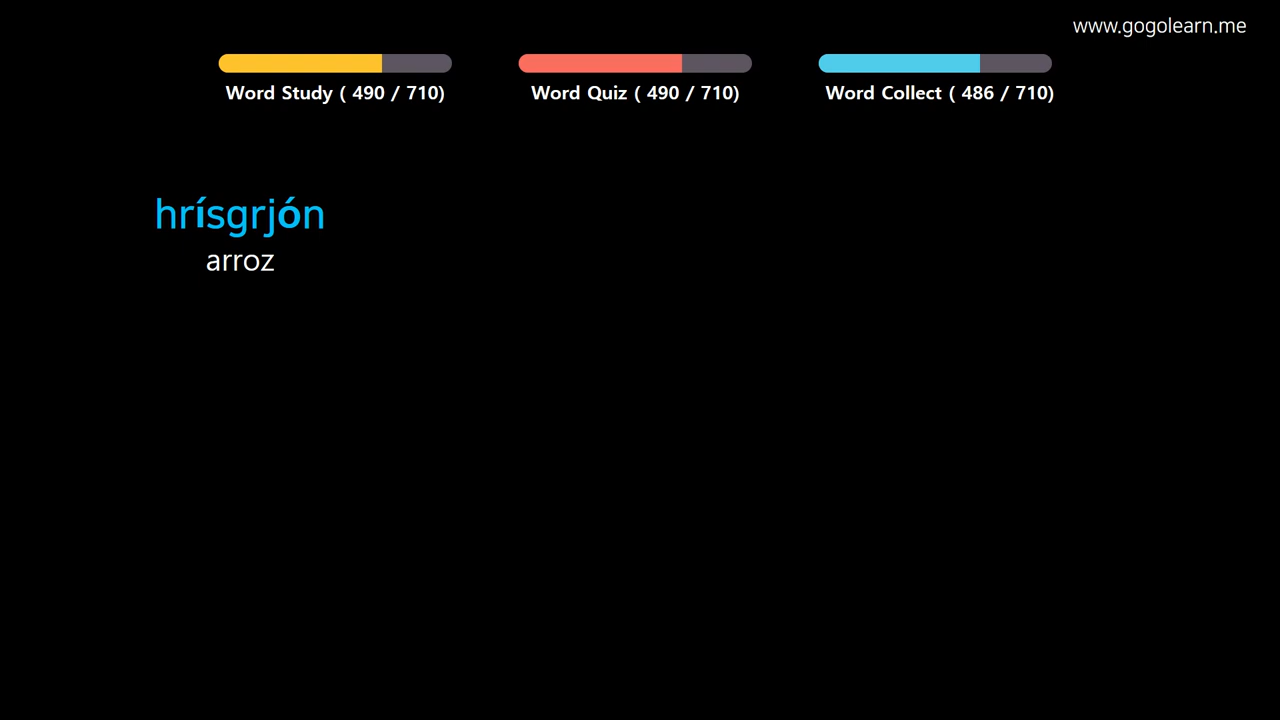 www.gogolearn.me
Word Study ( 490 / 710)
Word Quiz ( 490 / 710)
Word Collect ( 486 / 710)
hrísgrjón
arroz